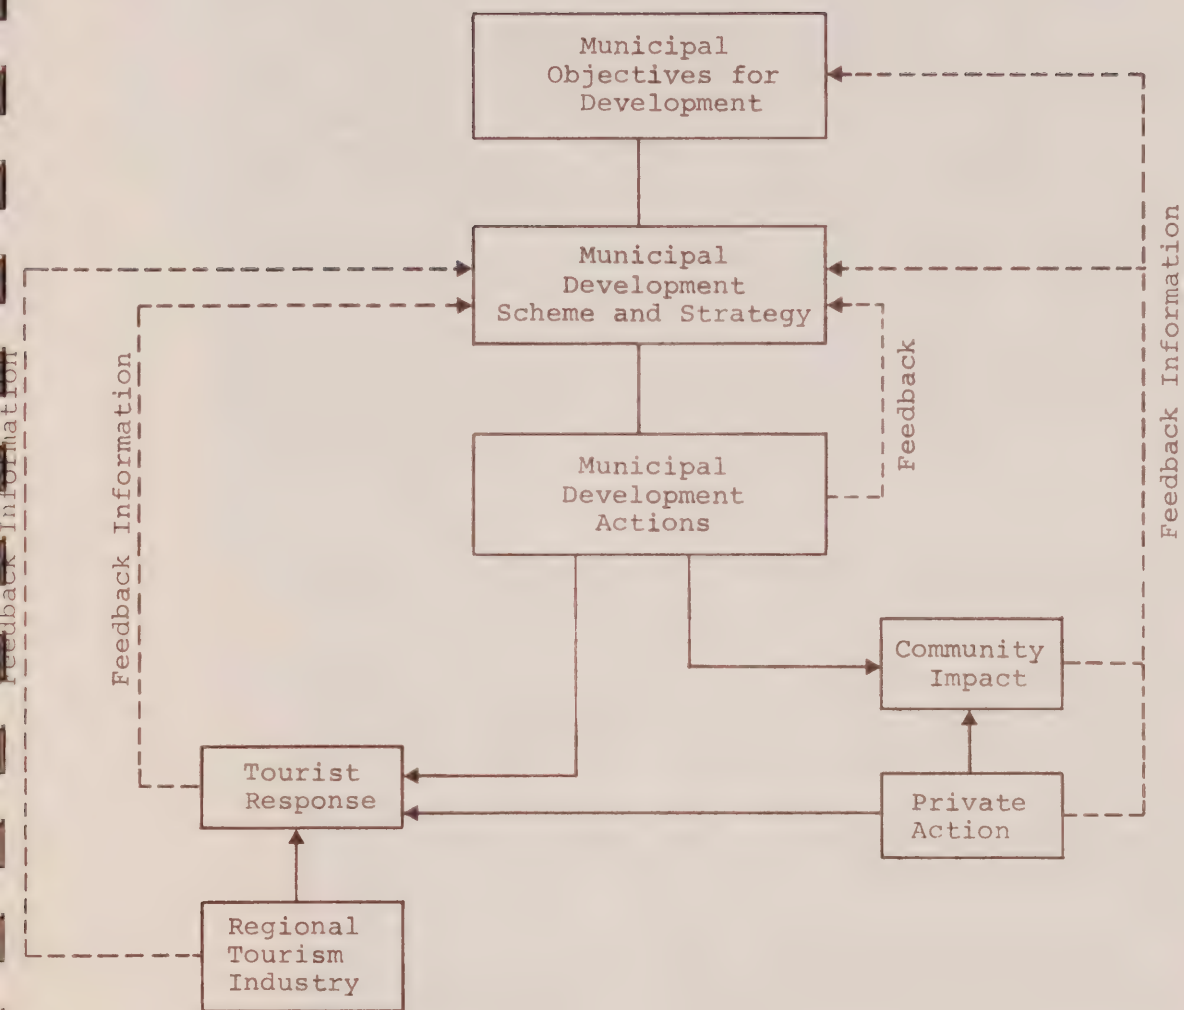 Municipal
Objectives for
Development
Municipal
Development
Scheme and Strategy
Municipal
Development
Actions
Feedback
Feedback Information
Feedback Information
Feedback Information
Community
Impact
Tourist
Response
Private
Action
Regional
Tourism
Industry